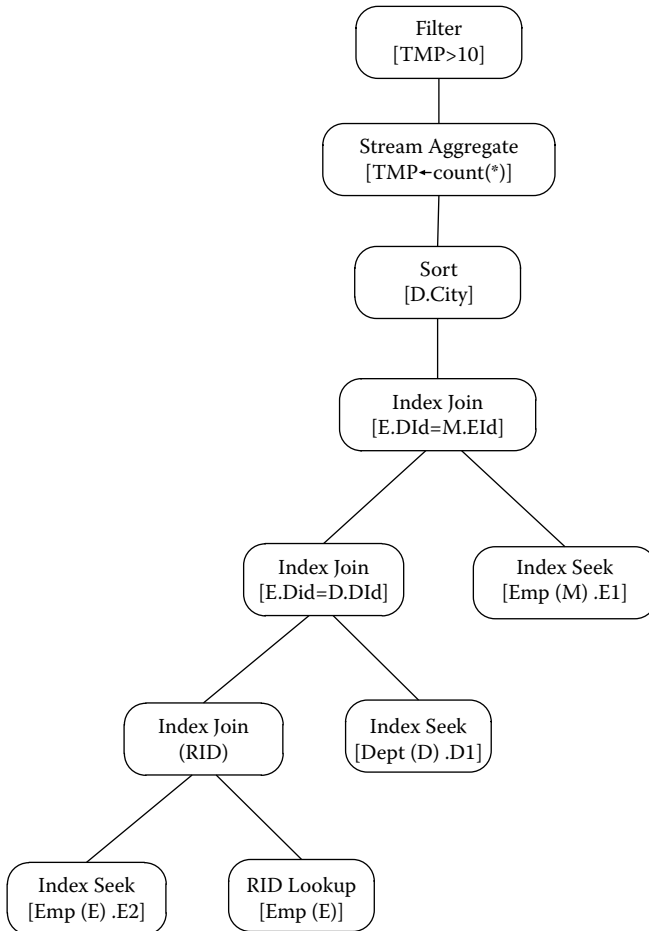 Filter
[TMP>10]
Stream Aggregate
[TMP←count(*)]
Sort
[D.City]
Index Join
[E.DId=M.EId]
Index Join
[E.Did=D.DId]
Index Seek
[Emp (M) .E1]
Index Join
(RID)
Index Seek
[Dept (D) .D1]
Index Seek
[Emp (E) .E2]
RID Lookup
[Emp (E)]